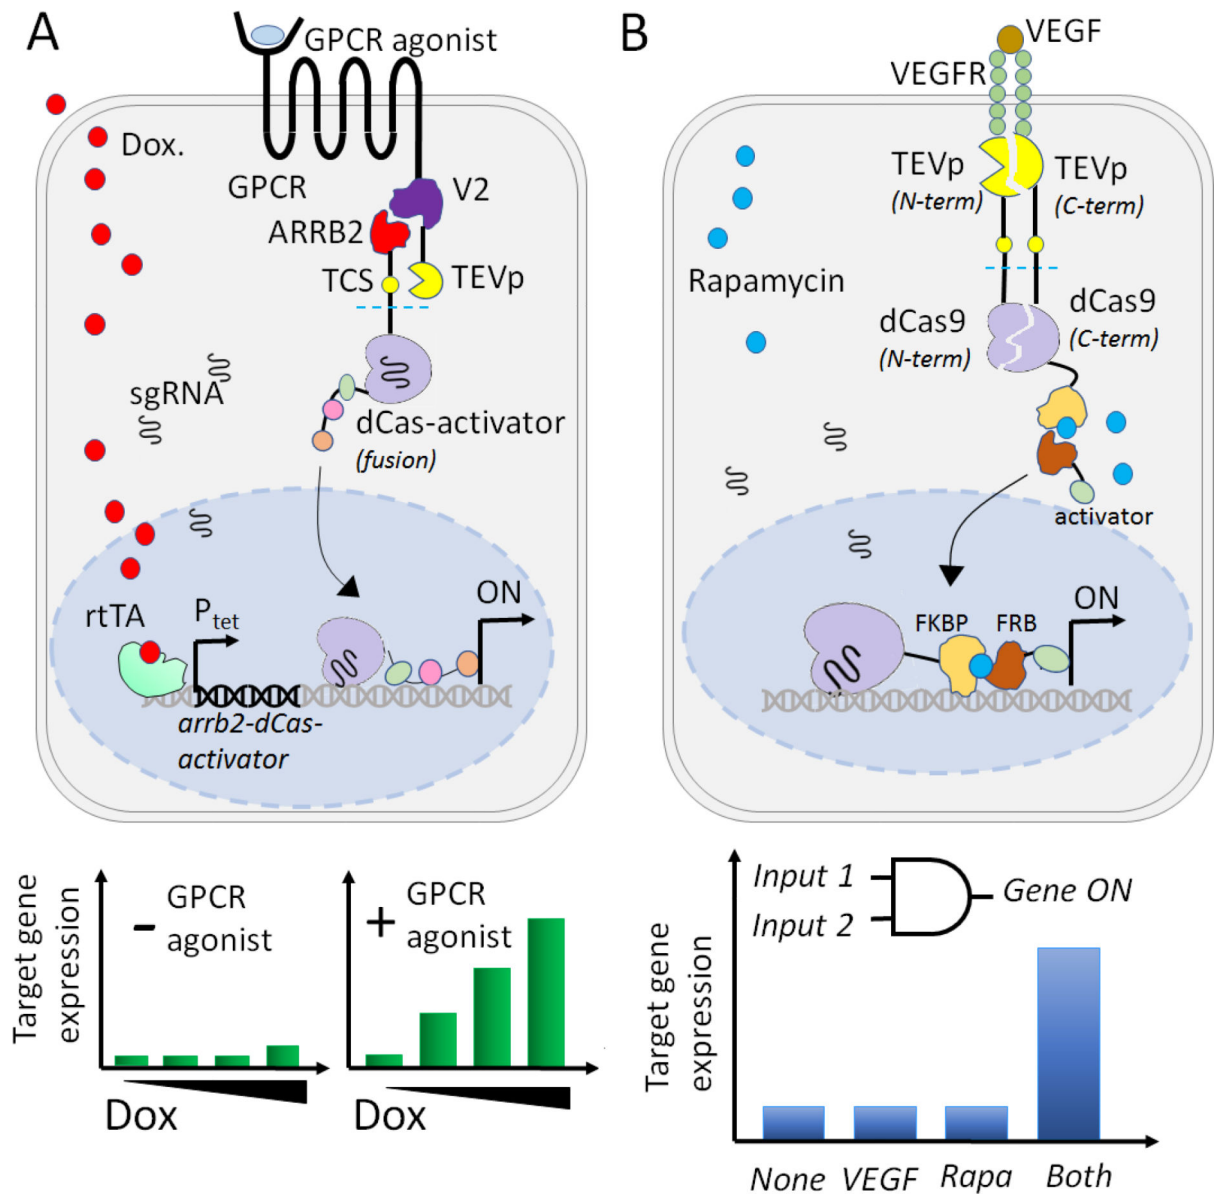 A
GPCR agonist
Dox.
GPCR
V2
ARRB2
TCS
TEVp
sgRNA
dCas-activator
(fusion)
rtTA
Ptet
ON
arrb2-dCas-
activator
Target gene
expression
- GPCR
agonist
Dox
+ GPCR
agonist
Dox
B
VEGF
VEGFR
TEVp
(N-term)
TEVp
(C-term)
Rapamycin
dCas9
(N-term)
dCas9
(C-term)
activator
FKBP
FRB
ON
Target gene
expression
Input 1
Input 2
Gene ON
None VEGF Rapa Both